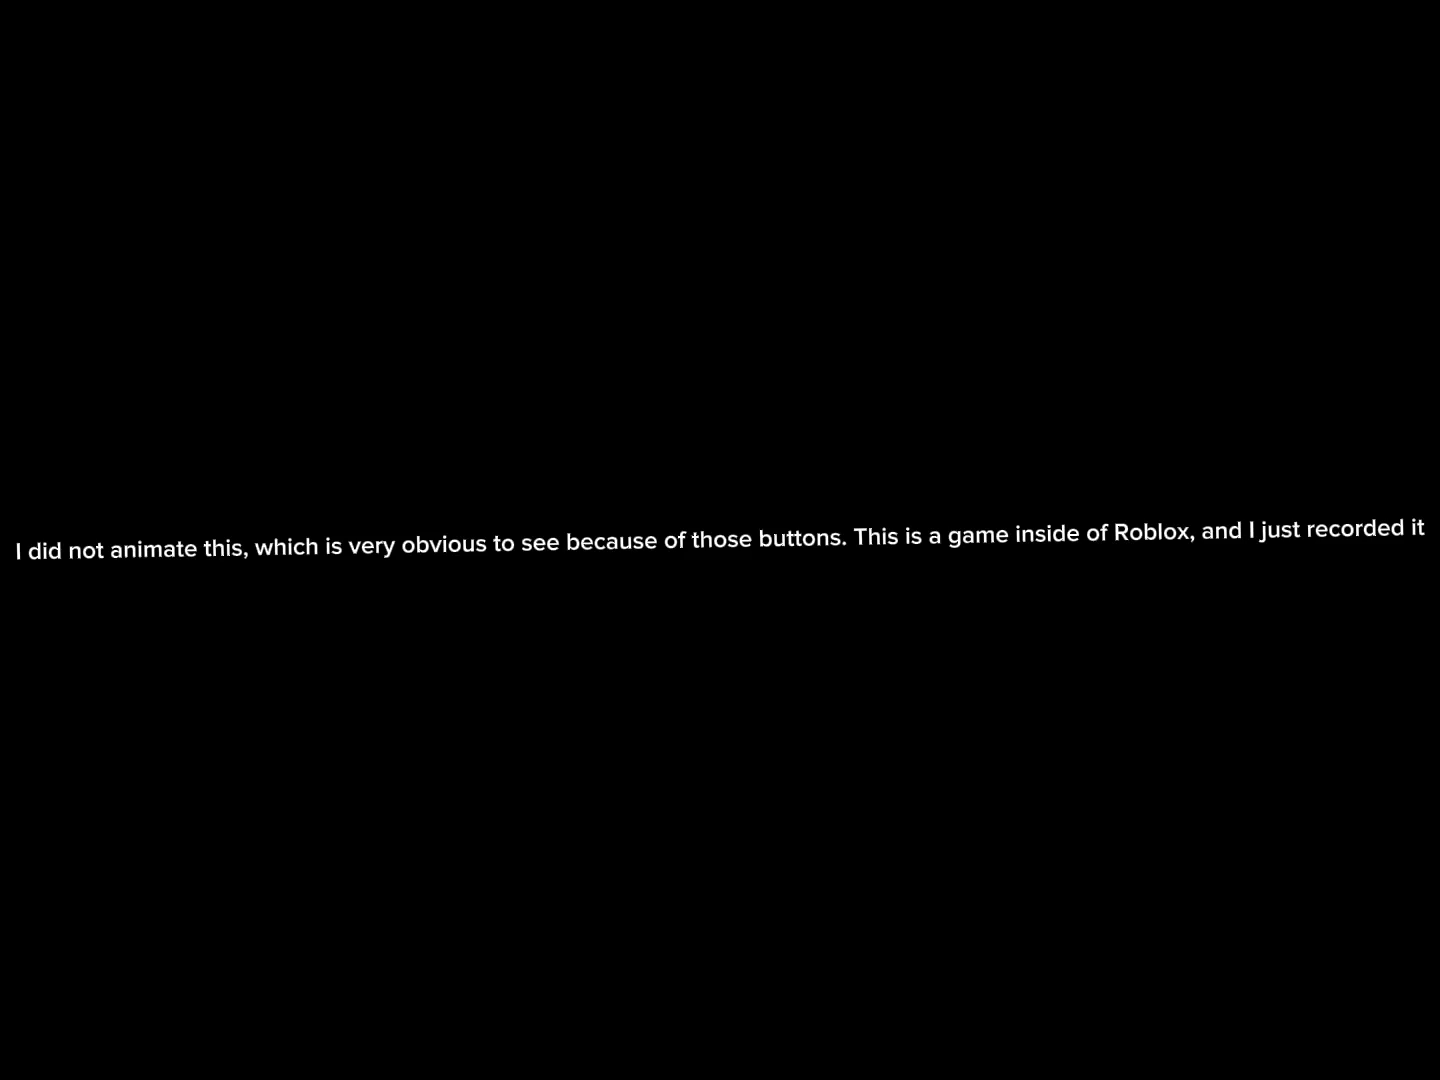 I did not animate this, which is very obvious to see because of those buttons. This is a game inside of Roblox, and I just recorded it